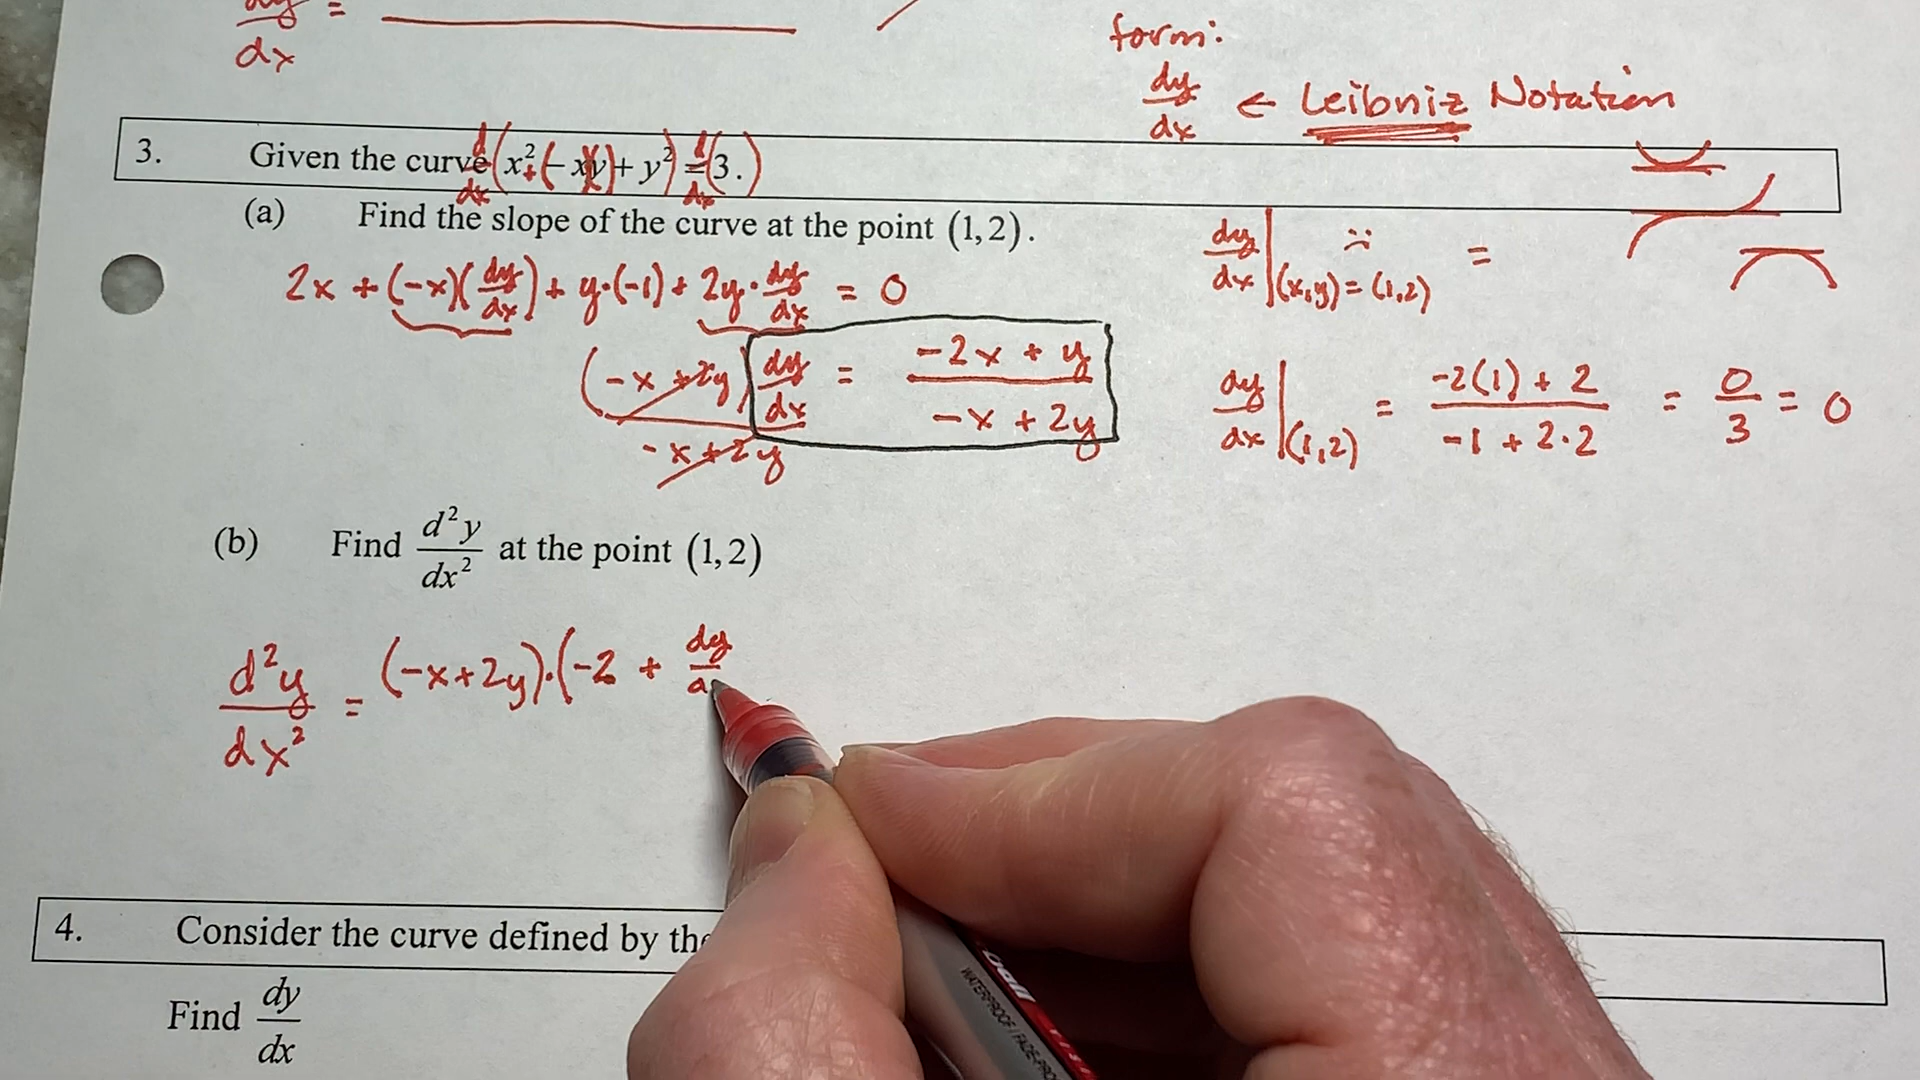 dy/dx = 
form:
dy/dx ← Leibniz Notation
3. Given the curve d/dx (x² + (-xy) + y²) = d/dx (3.)
(a) Find the slope of the curve at the point (1,2).
dy/dx |(x,y)=(1,2) =
2x + (-x)(dy/dx) + y·(-1) + 2y·dy/dx = 0
(-x+2y) dy/dx = (-2x + y)/(-x + 2y)
-x+2y
dy/dx |(1,2) = (-2(1) + 2)/(-1 + 2·2) = 0/3 = 0
(b) Find d²y/dx² at the point (1,2)
d²y/dx² = (-x+2y)·(-2 + dy/d
4. Consider the curve defined by
Find dy/dx
WATERPROOF | FADE-PRO